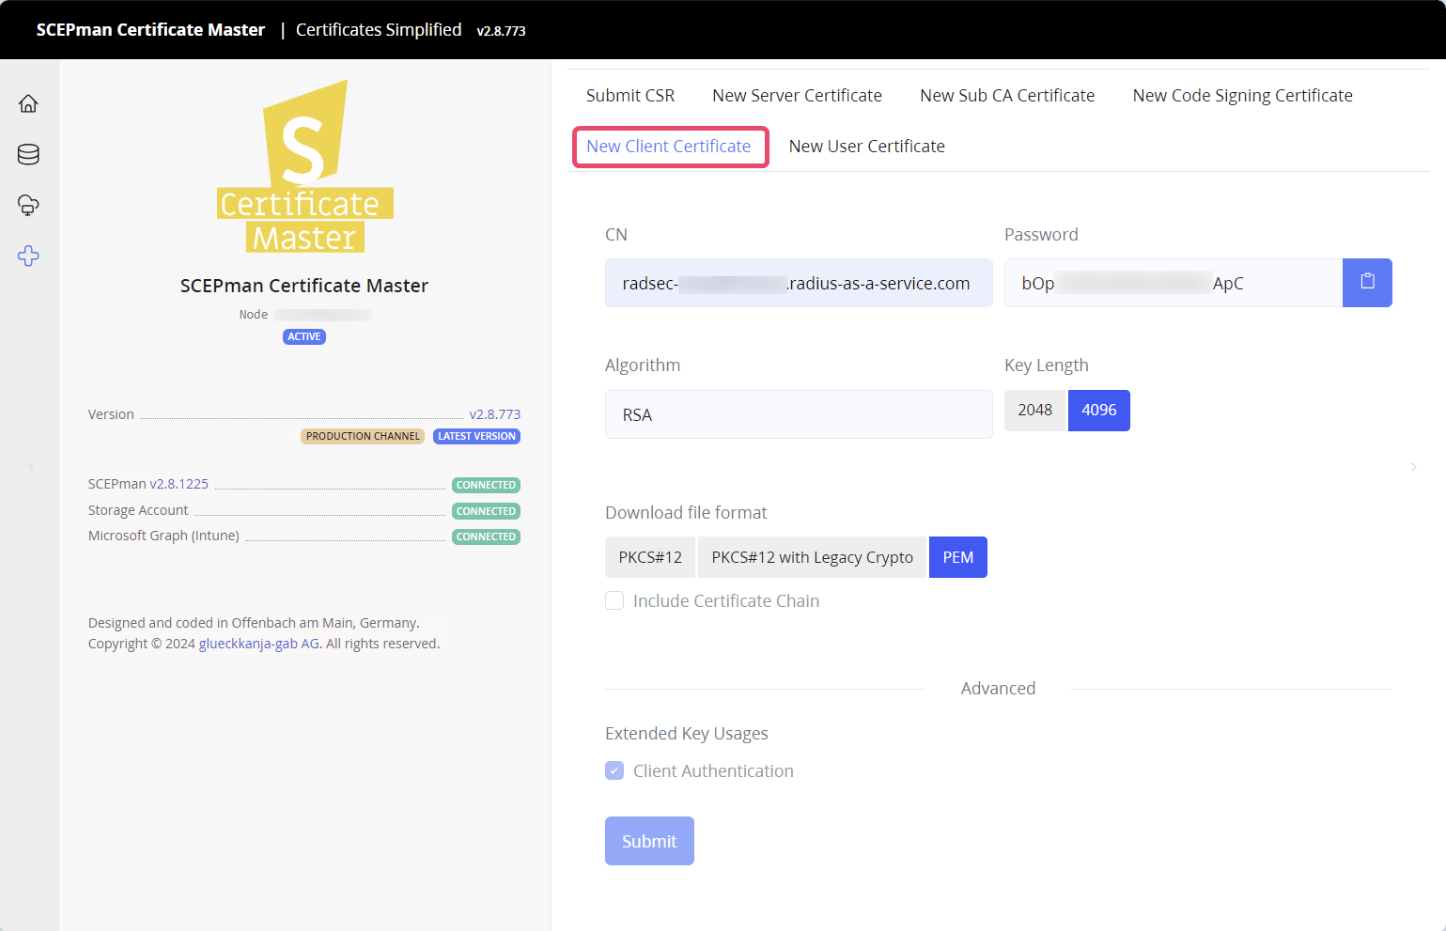 SCEPman Certificate Master | Certificates Simplified v2.8.773
S
Certificate
Master
SCEPman Certificate Master
Node
ACTIVE
Version v2.8.773
PRODUCTION CHANNEL LATEST VERSION
SCEPman v2.8.1225 CONNECTED
Storage Account CONNECTED
Microsoft Graph (Intune) CONNECTED
Designed and coded in Offenbach am Main, Germany.
Copyright © 2024 glueckkanja-gab AG. All rights reserved.
Submit CSR New Server Certificate New Sub CA Certificate New Code Signing Certificate
New Client Certificate New User Certificate
CN Password
radsec- .radius-as-a-service.com bOp ApC
Algorithm Key Length
RSA 2048 4096
Download file format
PKCS#12 PKCS#12 with Legacy Crypto PEM
Include Certificate Chain
Advanced
Extended Key Usages
Client Authentication
Submit